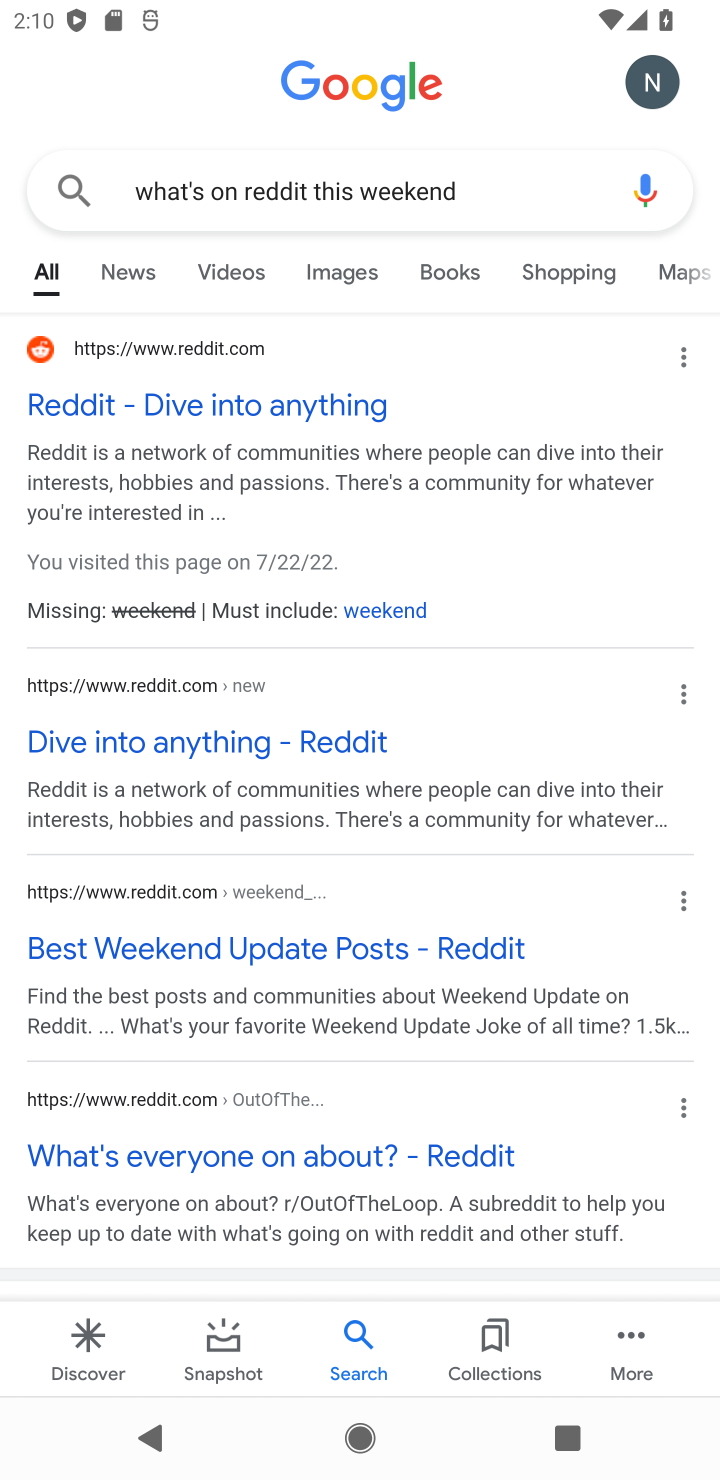 2:10
Google
N
what's on reddit this weekend
All News Videos Images Books Shopping Maps
https://www.reddit.com
Reddit - Dive into anything
Reddit is a network of communities where people can dive into their
interests, hobbies and passions. There's a community for whatever
you're interested in ...
You visited this page on 7/22/22.
Missing: weekend | Must include: weekend
https://www.reddit.com › new
Dive into anything - Reddit
Reddit is a network of communities where people can dive into their
interests, hobbies and passions. There's a community for whatever...
https://www.reddit.com › weekend_...
Best Weekend Update Posts - Reddit
Find the best posts and communities about Weekend Update on
Reddit. ... What's your favorite Weekend Update Joke of all time? 1.5k...
https://www.reddit.com › OutOfThe...
What's everyone on about? - Reddit
What's everyone on about? r/OutOfTheLoop. A subreddit to help you
keep up to date with what's going on with reddit and other stuff.
Discover Snapshot Search Collections More